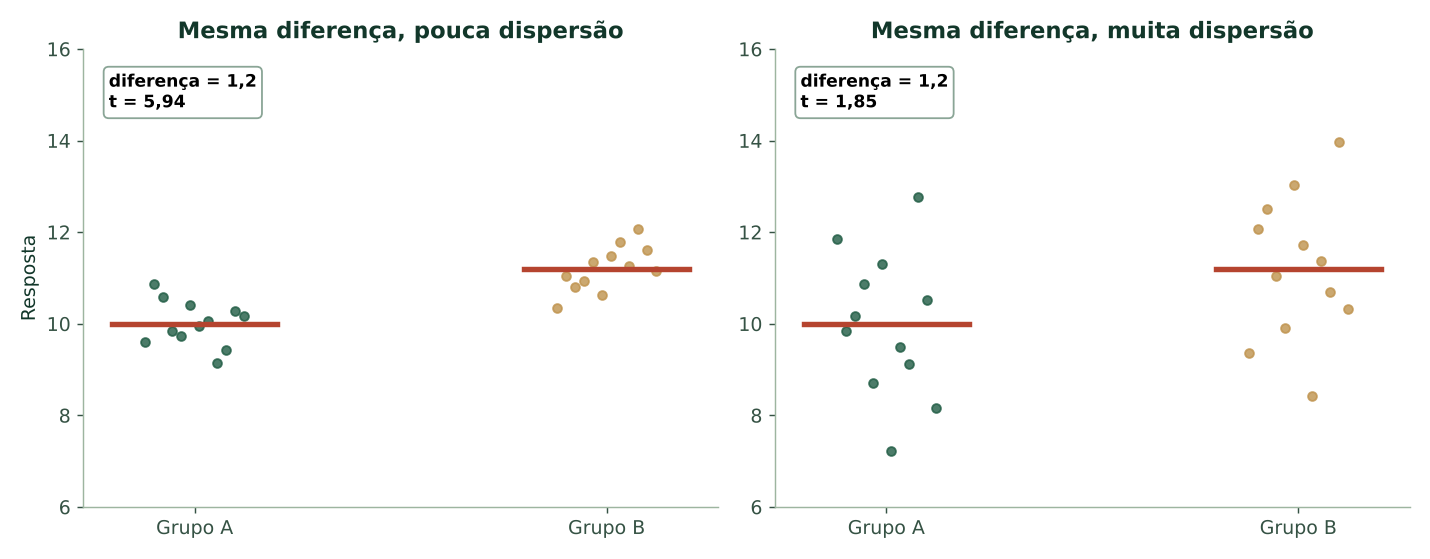 Mesma diferença, pouca dispersão
diferença = 1,2
t = 5,94
Resposta
16
14
12
10
8
6
Grupo A
Grupo B
Mesma diferença, muita dispersão
diferença = 1,2
t = 1,85
16
14
12
10
8
6
Grupo A
Grupo B